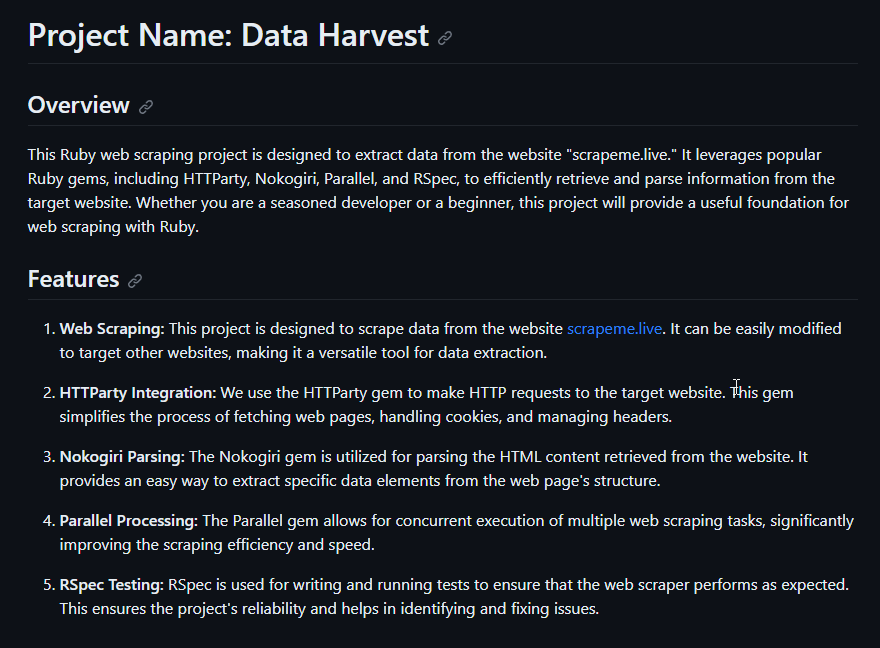 Project Name: Data Harvest
Overview
This Ruby web scraping project is designed to extract data from the website "scrapeme.live." It leverages popular
Ruby gems, including HTTParty, Nokogiri, Parallel, and RSpec, to efficiently retrieve and parse information from the
target website. Whether you are a seasoned developer or a beginner, this project will provide a useful foundation for
web scraping with Ruby.
Features
1. Web Scraping: This project is designed to scrape data from the website scrapeme.live. It can be easily modified
to target other websites, making it a versatile tool for data extraction.
2. HTTParty Integration: We use the HTTParty gem to make HTTP requests to the target website. This gem
simplifies the process of fetching web pages, handling cookies, and managing headers.
3. Nokogiri Parsing: The Nokogiri gem is utilized for parsing the HTML content retrieved from the website. It
provides an easy way to extract specific data elements from the web page's structure.
4. Parallel Processing: The Parallel gem allows for concurrent execution of multiple web scraping tasks, significantly
improving the scraping efficiency and speed.
5. RSpec Testing: RSpec is used for writing and running tests to ensure that the web scraper performs as expected.
This ensures the project's reliability and helps in identifying and fixing issues.